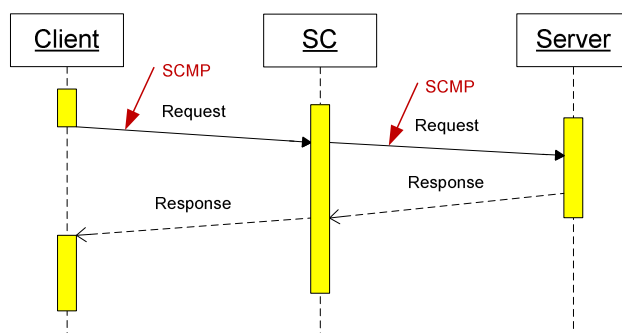 Client
SC
Server
SCMP
SCMP
Request
Request
Response
Response